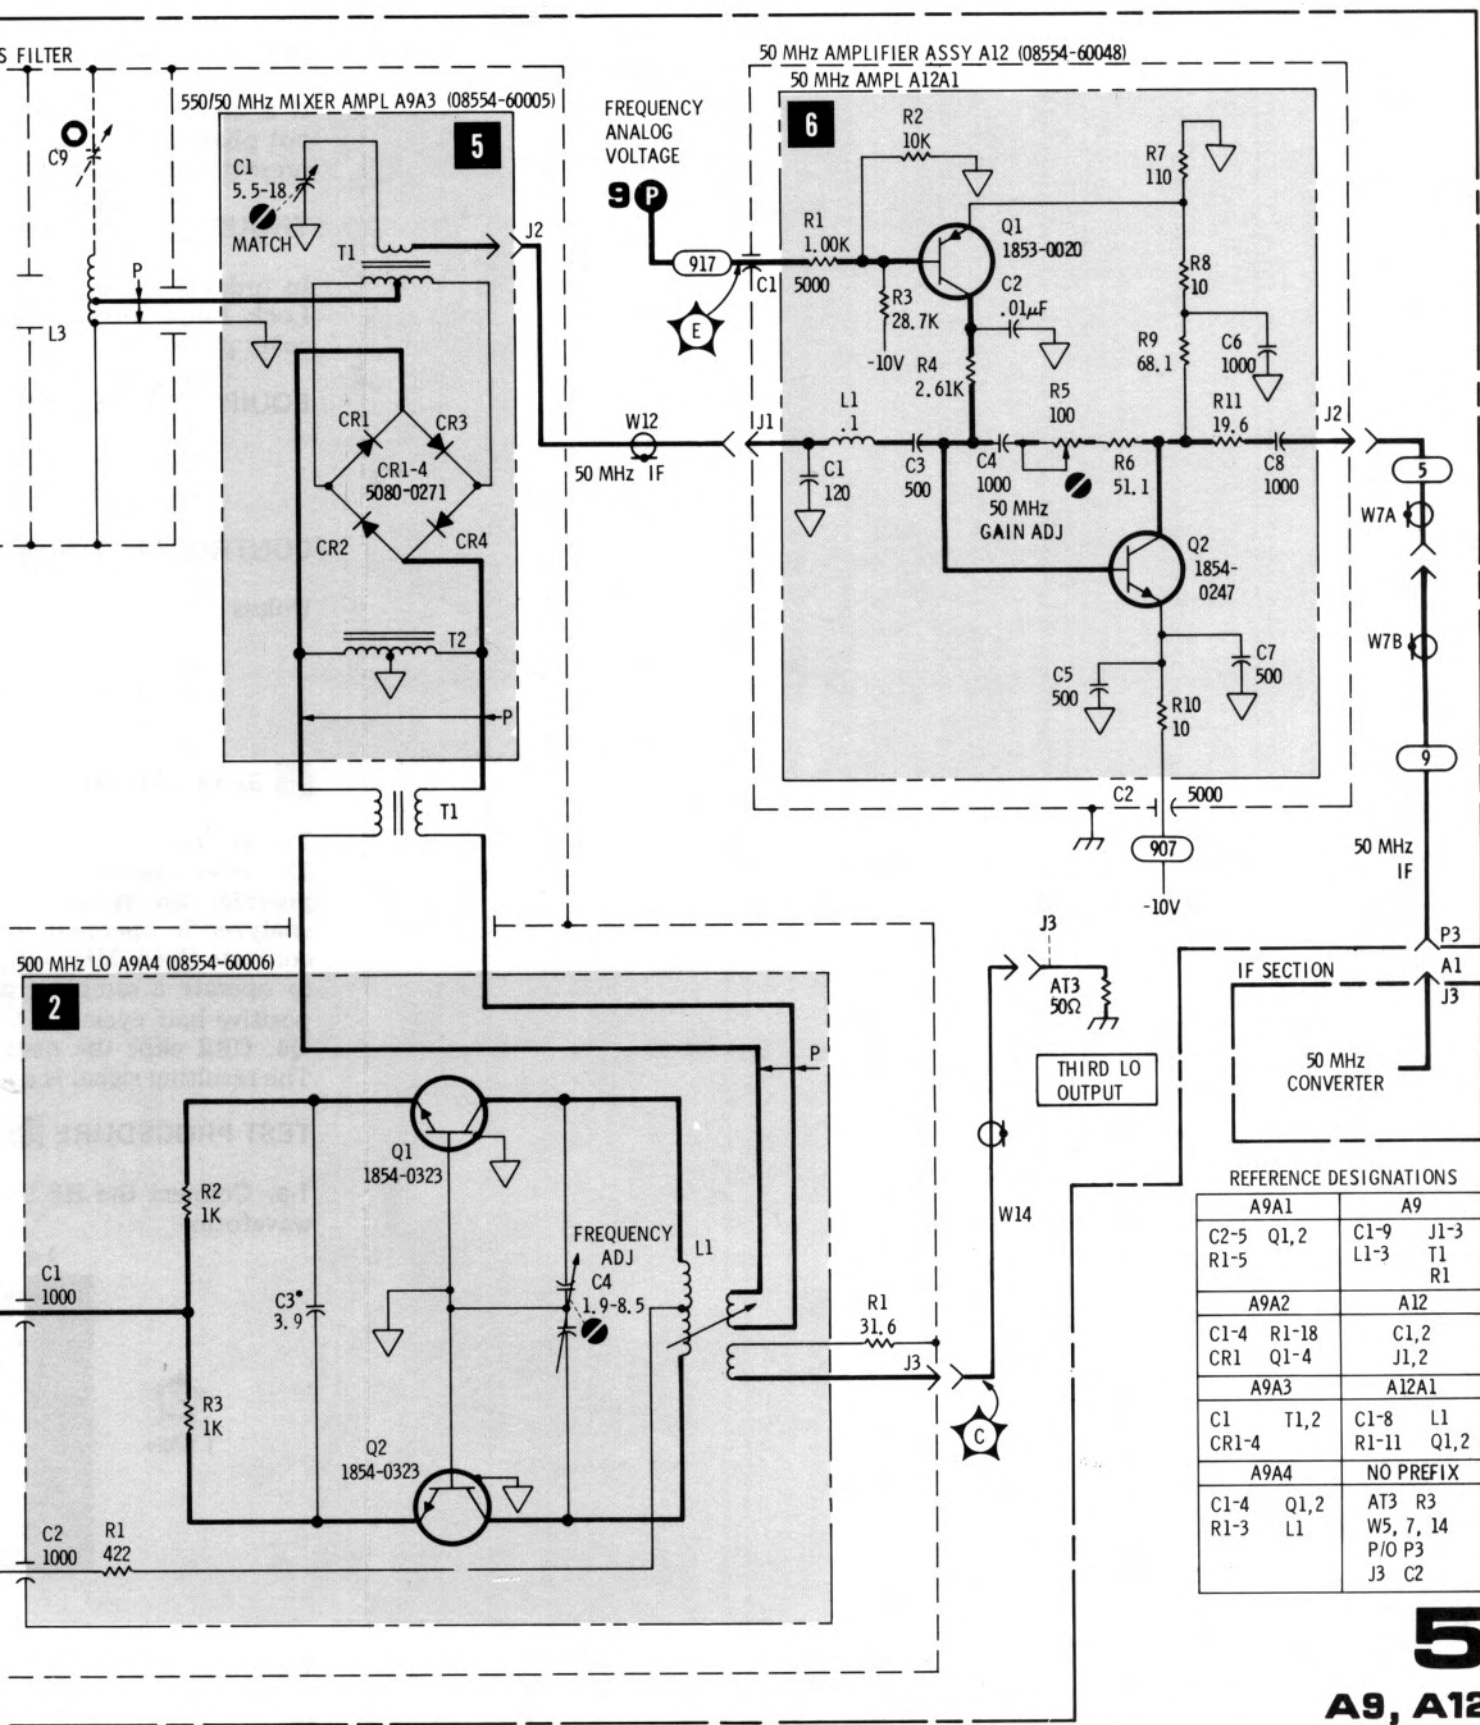 S FILTER
C9
L3
P
550/50 MHz MIXER AMPL A9A3 (08554-60005)
5
C1
5.5-18
MATCH
T1
J2
CR1
CR3
CR1-4
5080-0271
CR2
CR4
T2
P
T1
FREQUENCY
ANALOG
VOLTAGE
9 P
917
E
W12
50 MHz IF
50 MHz AMPLIFIER ASSY A12 (08554-60048)
50 MHz AMPL A12A1
6
R2
10K
R7
110
R1
1.00K
Q1
1853-0020
C1
5000
R3
28.7K
-10V
C2
.01µF
R8
10
R4
2.61K
R9
68.1
C6
1000
J1
L1
.1
R5
100
R11
19.6
J2
C1
120
C3
500
C4
1000
R6
51.1
C8
1000
50 MHz
GAIN ADJ
Q2
1854-
0247
C5
500
C7
500
R10
10
C2
5000
907
-10V
5
W7A
W7B
9
50 MHz
IF
P3
A1
J3
IF SECTION
50 MHz
CONVERTER
500 MHz LO A9A4 (08554-60006)
2
P
Q1
1854-0323
R2
1K
FREQUENCY
ADJ
C4
1.9-8.5
L1
C1
1000
C3*
3.9
R1
31.6
J3
R3
1K
Q2
1854-0323
C2
1000
R1
422
J3
AT3
50Ω
THIRD LO
OUTPUT
W14
C
REFERENCE DESIGNATIONS
A9A1 A9
C2-5 Q1,2 C1-9 J1-3
R1-5 L1-3 T1
R1
A9A2 A12
C1-4 R1-18 C1,2
CR1 Q1-4 J1,2
A9A3 A12A1
C1 T1,2 C1-8 L1
CR1-4 R1-11 Q1,2
A9A4 NO PREFIX
C1-4 Q1,2 AT3 R3
R1-3 L1 W5, 7, 14
P/O P3
J3 C2
5
A9, A12